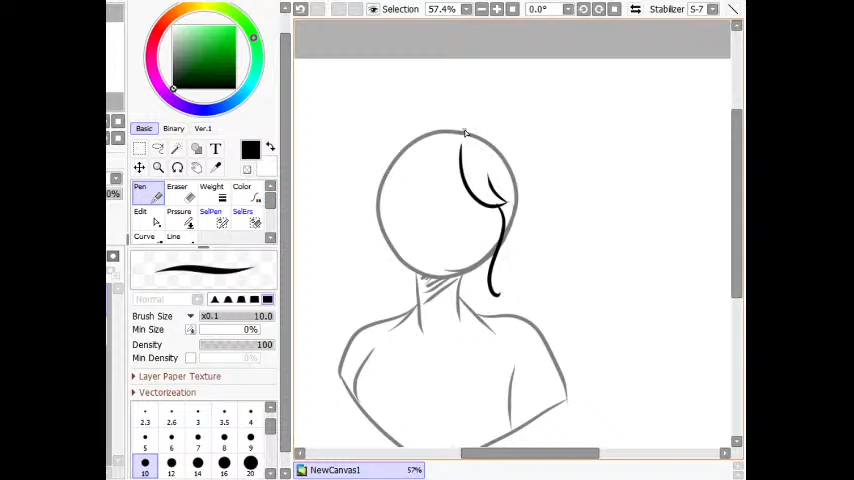 Selection 57.4% 0.0° Stabilizer S-7
Basic Binary Ver.1
T
Pen Eraser Weight Color
0%
Edit Prssure SelPen SelErs
Curve Line
Normal
Brush Size x0.1 10.0
Min Size 0%
Density 100
Min Density 0%
Layer Paper Texture
Vectorizeation
2.3 2.6 3 3.5 4
5 6 7 8 9
10 12 14 16 20
NewCanvas1 57%